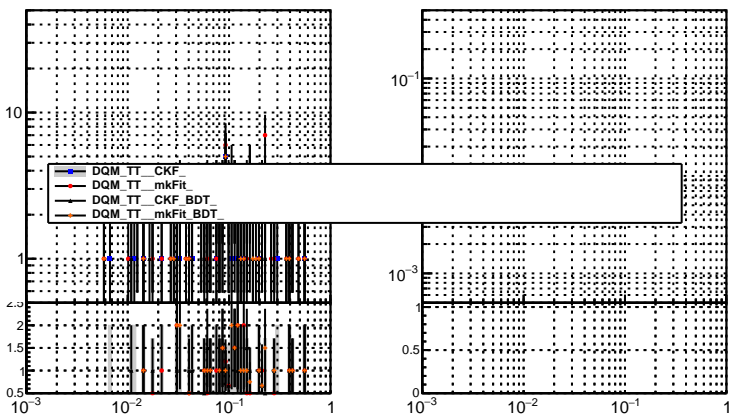 10
10⁻¹
DQM_TT__CKF_
DQM_TT__mkFit_
DQM_TT__CKF_BDT_
DQM_TT__mkFit_BDT_
1
10⁻³
2.5
2
1.5
1
0.5
1
0.5
0
10⁻³ 10⁻² 10⁻¹ 1
10⁻³ 10⁻² 10⁻¹ 1